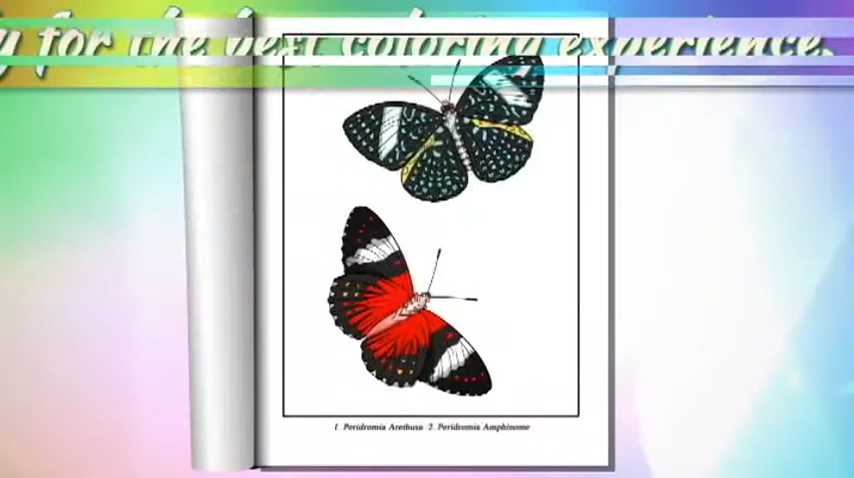 for the best coloring experience.
1. Peridromia Arethusa 2. Peridromia Amphinome